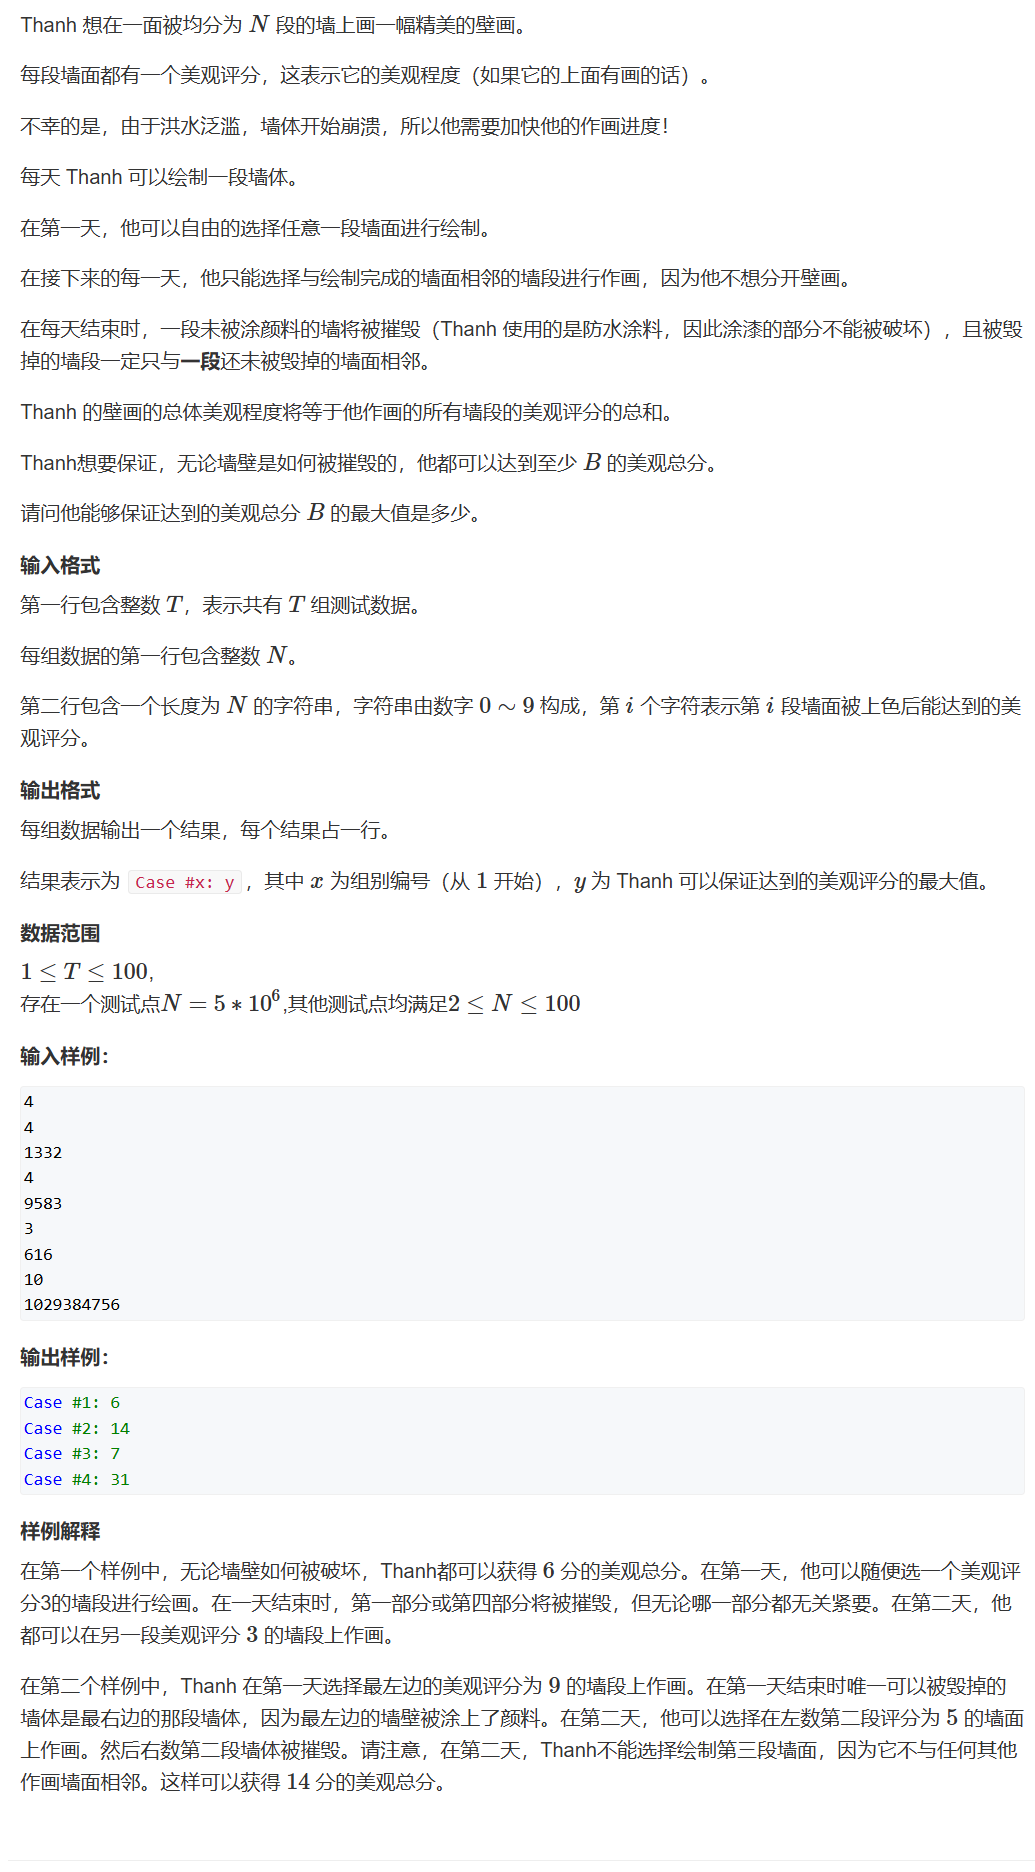 Thanh 想在一面被均分为 N 段的墙上画一幅精美的壁画。
每段墙面都有一个美观评分，这表示它的美观程度（如果它的上面有画的话）。
不幸的是，由于洪水泛滥，墙体开始崩溃，所以他需要加快他的作画进度！
每天 Thanh 可以绘制一段墙体。
在第一天，他可以自由的选择任意一段墙面进行绘制。
在接下来的每一天，他只能选择与绘制完成的墙面相邻的墙段进行作画，因为他不想分开壁画。
在每天结束时，一段未被涂颜料的墙将被摧毁（Thanh 使用的是防水涂料，因此涂漆的部分不能被破坏），且被毁
掉的墙段一定只与一段还未被毁掉的墙面相邻。
Thanh 的壁画的总体美观程度将等于他作画的所有墙段的美观评分的总和。
Thanh想要保证，无论墙壁是如何被摧毁的，他都可以达到至少 B 的美观总分。
请问他能够保证达到的美观总分 B 的最大值是多少。
输入格式
第一行包含整数 T，表示共有 T 组测试数据。
每组数据的第一行包含整数 N。
第二行包含一个长度为 N 的字符串，字符串由数字 0 ∼ 9 构成，第 i 个字符表示第 i 段墙面被上色后能达到的美
观评分。
输出格式
每组数据输出一个结果，每个结果占一行。
结果表示为 Case #x: y，其中 x 为组别编号（从 1 开始），y 为 Thanh 可以保证达到的美观评分的最大值。
数据范围
1 ≤ T ≤ 100,
存在一个测试点N = 5 ∗ 10^6,其他测试点均满足2 ≤ N ≤ 100
输入样例：
4
4
1332
4
9583
3
616
10
1029384756
输出样例：
Case #1: 6
Case #2: 14
Case #3: 7
Case #4: 31
样例解释
在第一个样例中，无论墙壁如何被破坏，Thanh都可以获得 6 分的美观总分。在第一天，他可以随便选一个美观评
分3的墙段进行绘画。在一天结束时，第一部分或第四部分将被摧毁，但无论哪一部分都无关紧要。在第二天，他
都可以在另一段美观评分 3 的墙段上作画。
在第二个样例中，Thanh 在第一天选择最左边的美观评分为 9 的墙段上作画。在第一天结束时唯一可以被毁掉的
墙体是最右边的那段墙体，因为最左边的墙壁被涂上了颜料。在第二天，他可以选择在左数第二段评分为 5 的墙面
上作画。然后右数第二段墙体被摧毁。请注意，在第二天，Thanh不能选择绘制第三段墙面，因为它不与任何其他
作画墙面相邻。这样可以获得 14 分的美观总分。